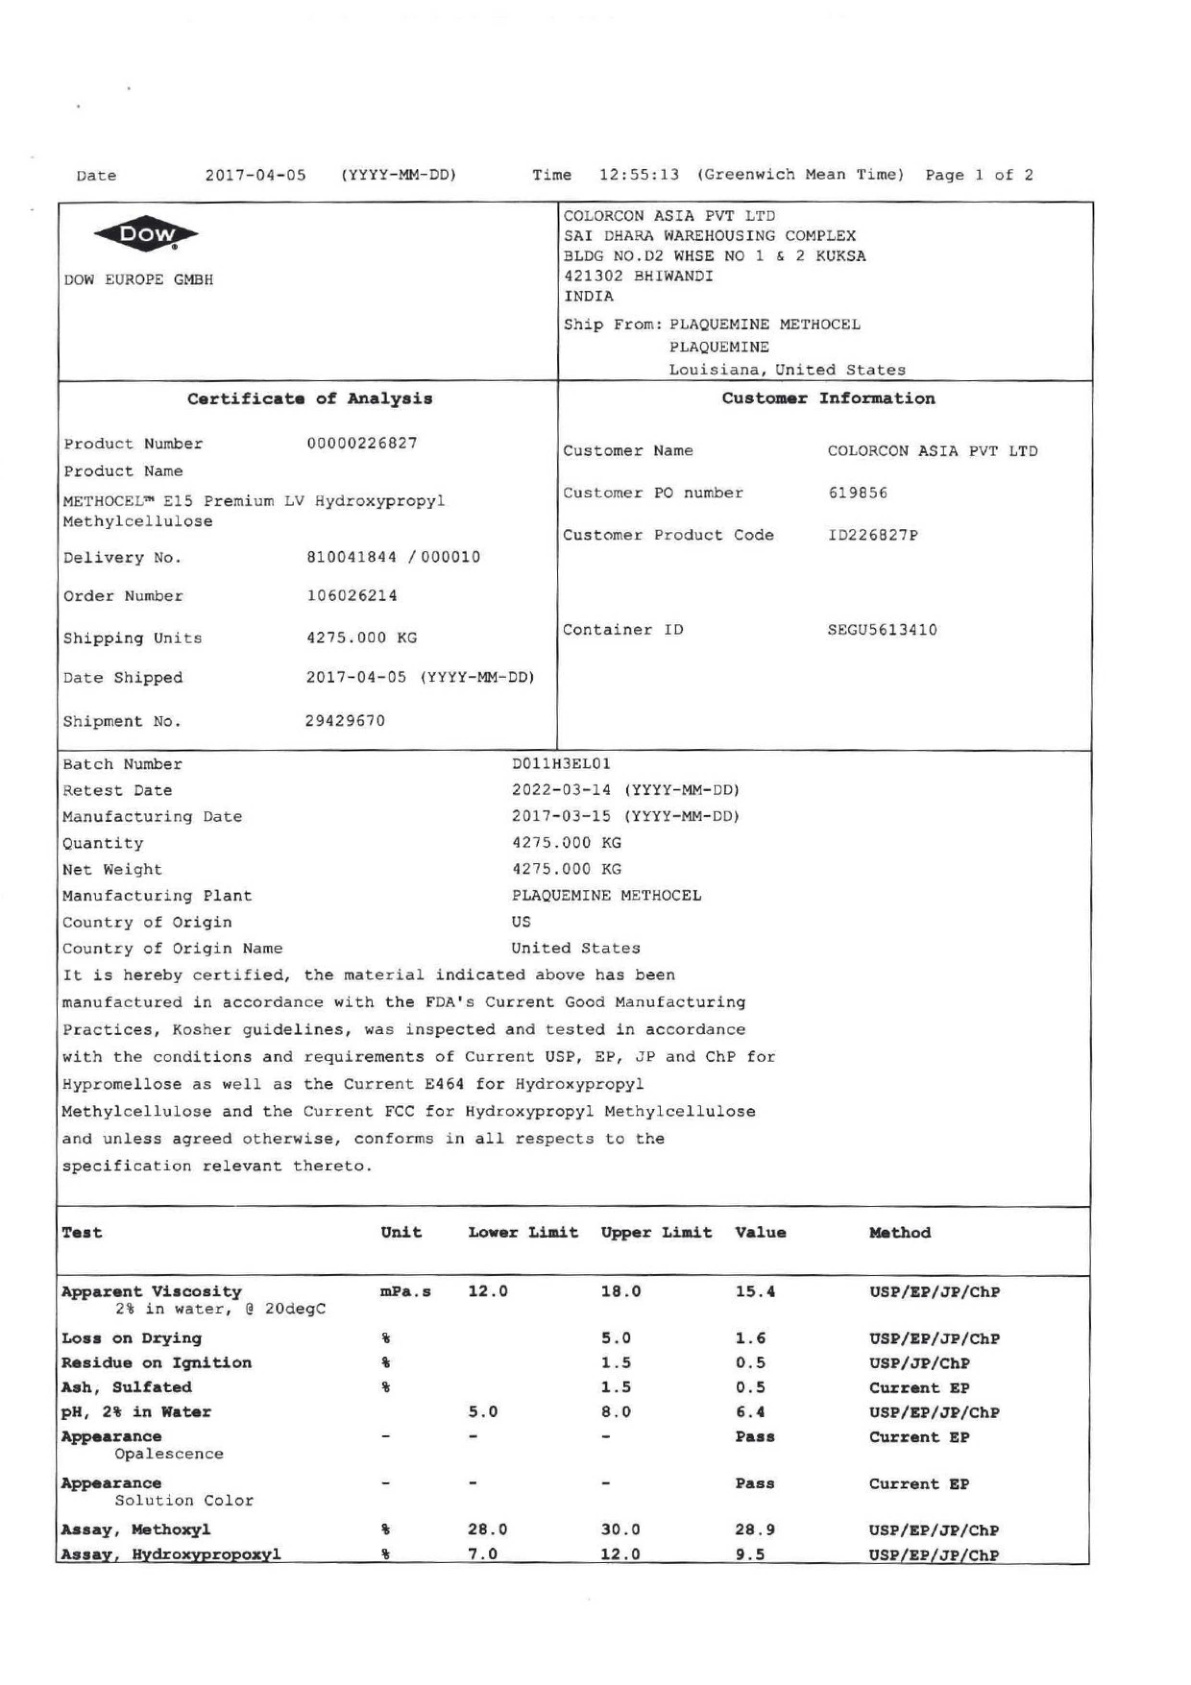 Date 2017-04-05 (YYYY-MM-DD) Time 12:55:13 (Greenwich Mean Time) Page 1 of 2
DOW
DOW EUROPE GMBH
COLORCON ASIA PVT LTD
SAI DHARA WAREHOUSING COMPLEX
BLDG NO.D2 WHSE NO 1 & 2 KUKSA
421302 BHIWANDI
INDIA
Ship From: PLAQUEMINE METHOCEL
PLAQUEMINE
Louisiana, United States
Certificate of Analysis
Product Number 00000226827
Product Name
METHOCEL™ E15 Premium LV Hydroxypropyl
Methylcellulose
Delivery No. 810041844 /000010
Order Number 106026214
Shipping Units 4275.000 KG
Date Shipped 2017-04-05 (YYYY-MM-DD)
Shipment No. 29429670
Customer Information
Customer Name COLORCON ASIA PVT LTD
Customer PO number 619856
Customer Product Code ID226827P
Container ID SEGU5613410
Batch Number D011H3EL01
Retest Date 2022-03-14 (YYYY-MM-DD)
Manufacturing Date 2017-03-15 (YYYY-MM-DD)
Quantity 4275.000 KG
Net Weight 4275.000 KG
Manufacturing Plant PLAQUEMINE METHOCEL
Country of Origin US
Country of Origin Name United States
It is hereby certified, the material indicated above has been
manufactured in accordance with the FDA's Current Good Manufacturing
Practices, Kosher guidelines, was inspected and tested in accordance
with the conditions and requirements of Current USP, EP, JP and ChP for
Hypromellose as well as the Current E464 for Hydroxypropyl
Methylcellulose and the Current FCC for Hydroxypropyl Methylcellulose
and unless agreed otherwise, conforms in all respects to the
specification relevant thereto.
Test Unit Lower Limit Upper Limit Value Method
Apparent Viscosity mPa.s 12.0 18.0 15.4 USP/EP/JP/ChP
2% in water, @ 20degC
Loss on Drying % 5.0 1.6 USP/EP/JP/ChP
Residue on Ignition % 1.5 0.5 USP/JP/ChP
Ash, Sulfated % 1.5 0.5 Current EP
pH, 2% in Water 5.0 8.0 6.4 USP/EP/JP/ChP
Appearance - - - Pass Current EP
Opalescence
Appearance - - - Pass Current EP
Solution Color
Assay, Methoxyl % 28.0 30.0 28.9 USP/EP/JP/ChP
Assay, Hydroxypropoxyl % 7.0 12.0 9.5 USP/EP/JP/ChP